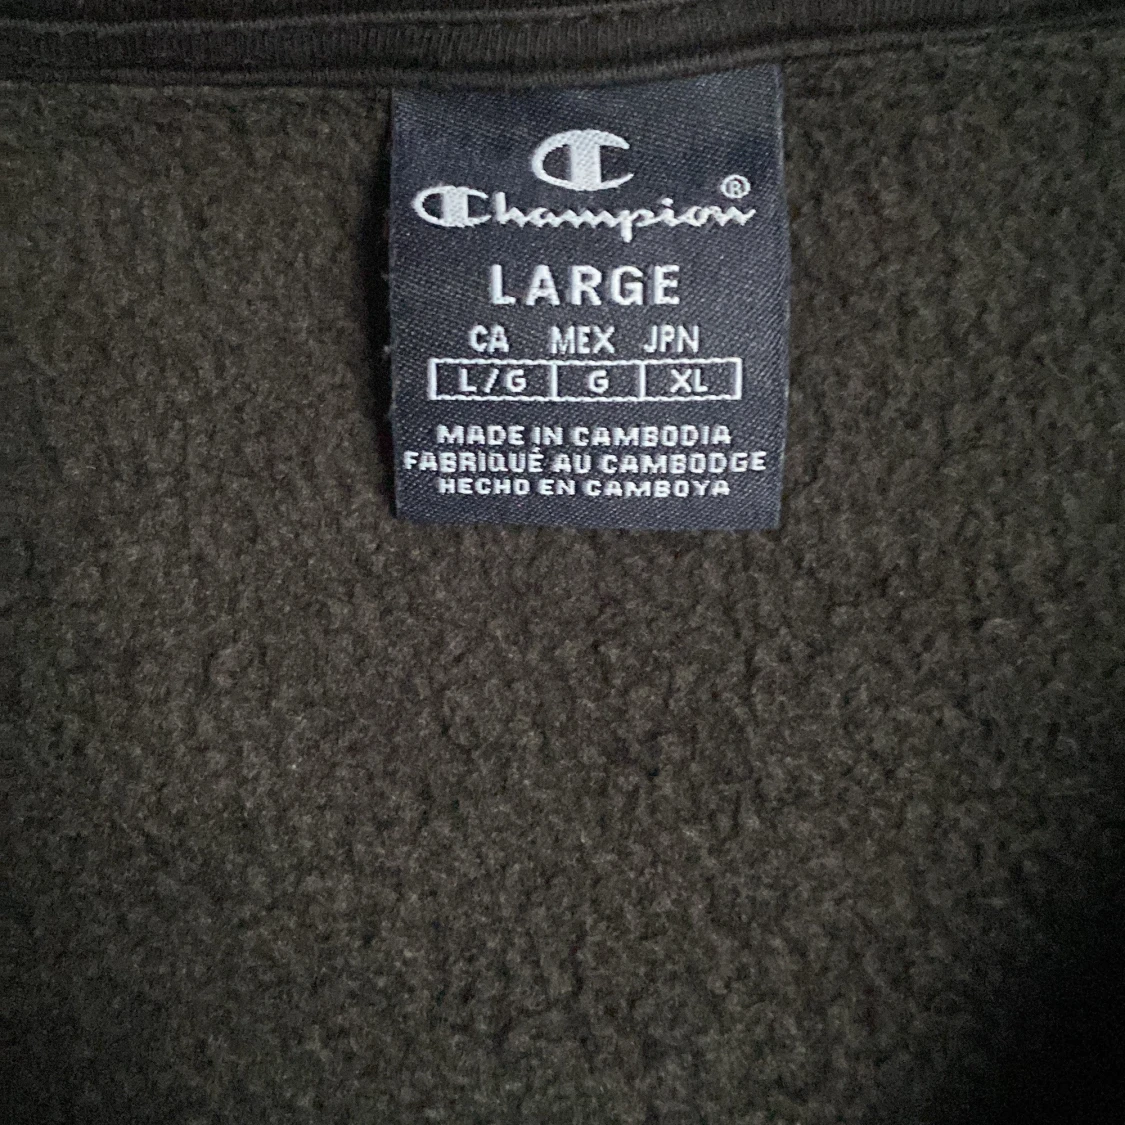 C
Champion®
LARGE
CA MEX JPN
L/G G XL
MADE IN CAMBODIA
FABRIQUÉ AU CAMBODGE
HECHO EN CAMBOYA